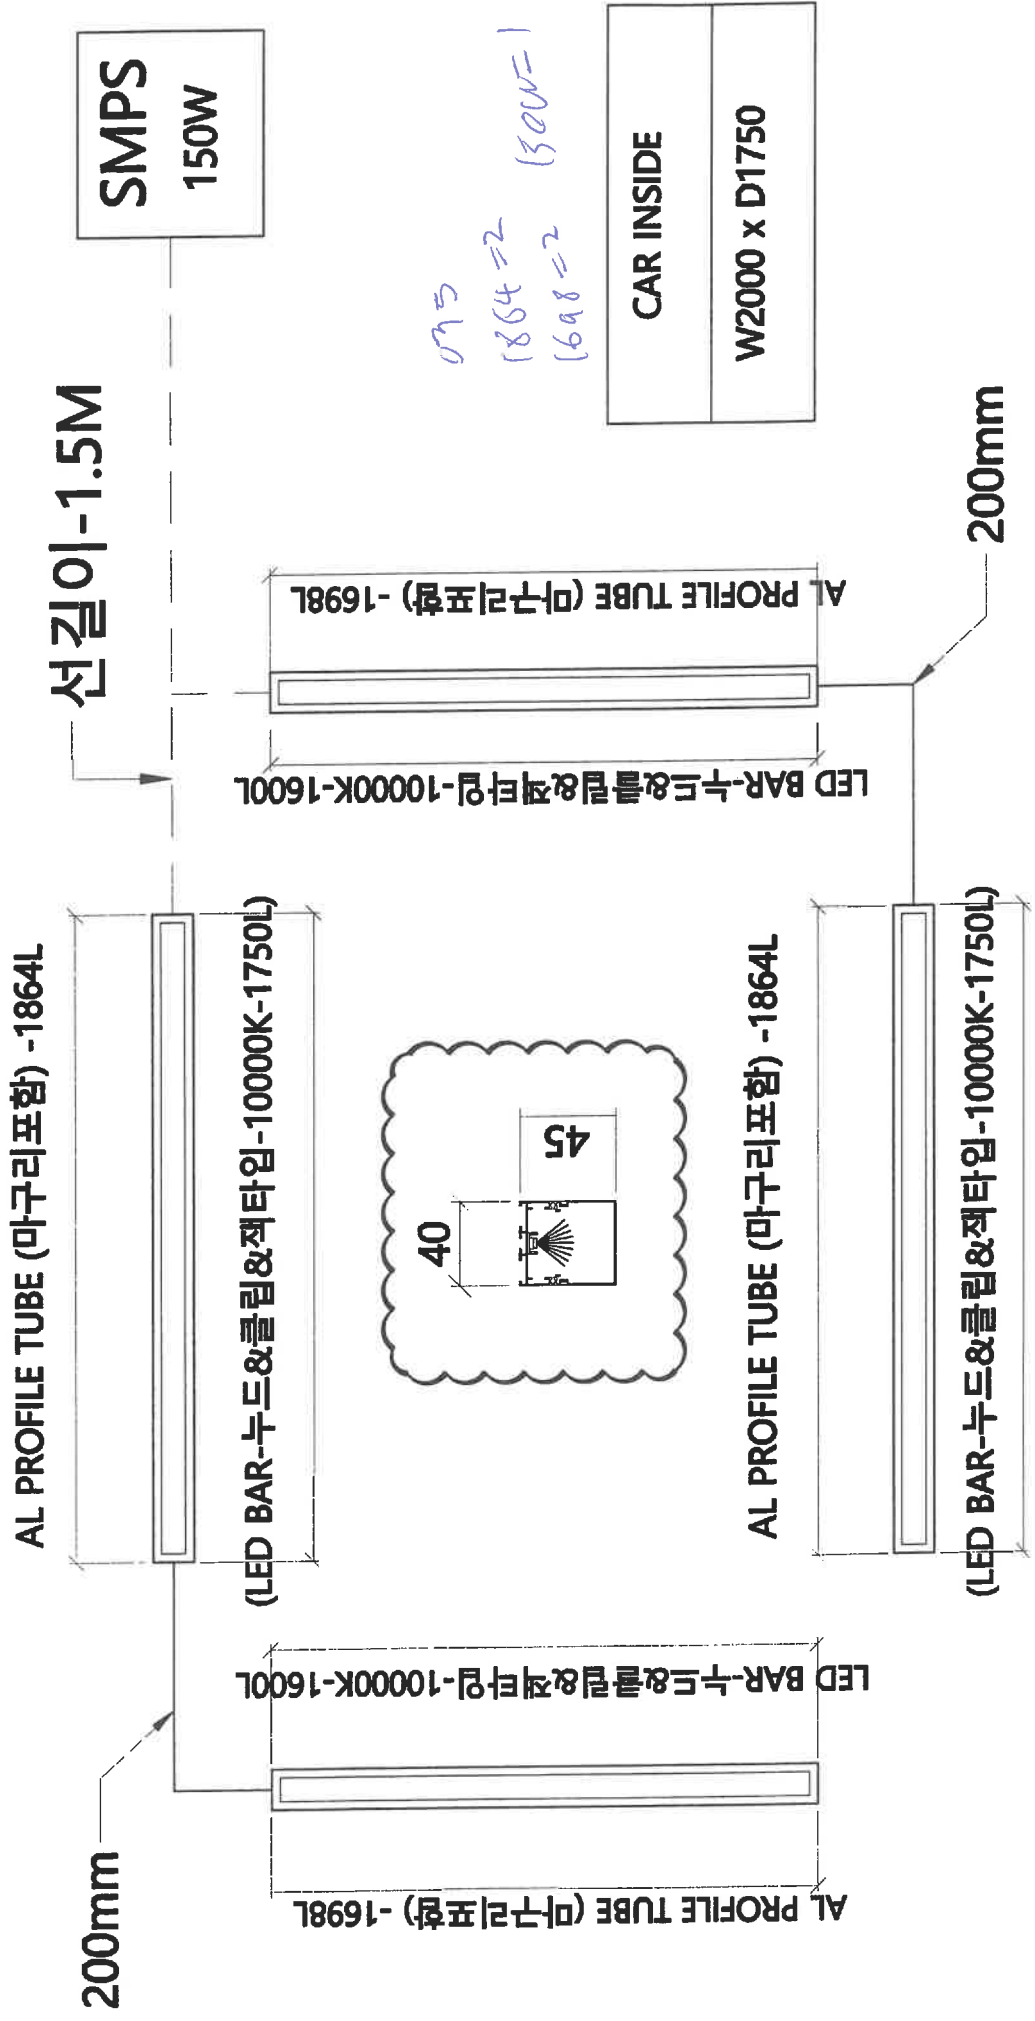 AL PROFILE TUBE (마구리포함) -1864L
선길이-1.5M
SMPS
150W
200mm
(LED BAR-누드&클립&잭타입-10000K-1750L)
AL PROFILE TUBE (마구리포함) -1698L
LED BAR-누드&클립&잭타입-10000K-1600L
40
45
LED BAR-누드&클립&잭타입-10000K-1600L
AL PROFILE TUBE (마구리포함) -1698L
1864=2
1698=2
CAR INSIDE
W2000 x D1750
AL PROFILE TUBE (마구리포함) -1864L
(LED BAR-누드&클립&잭타입-10000K-1750L)
200mm